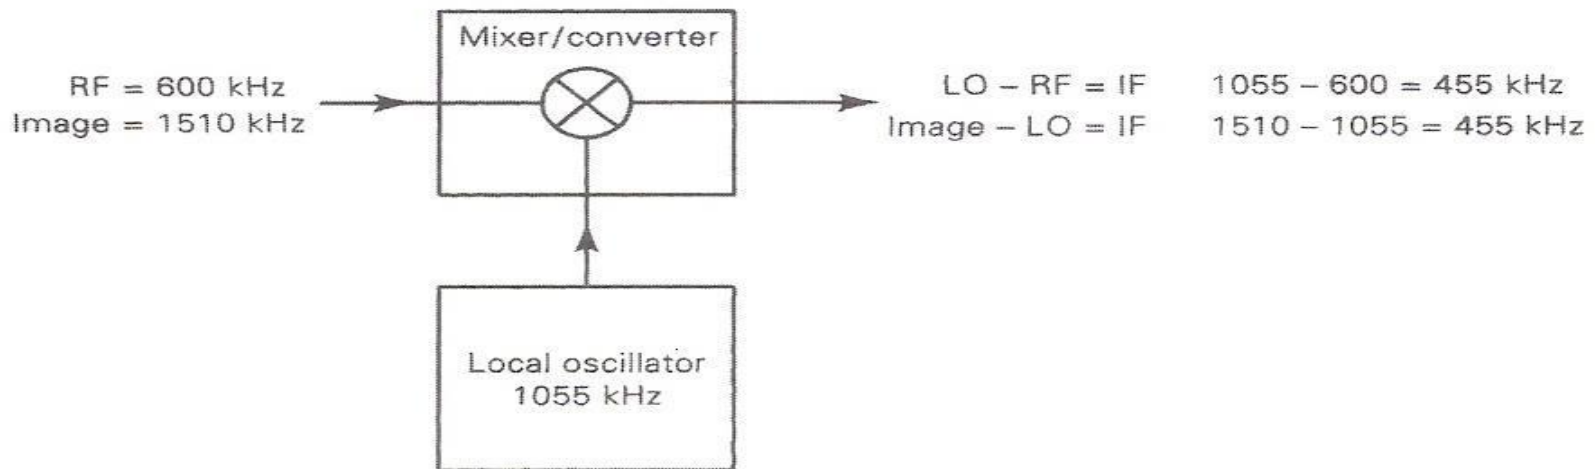 Mixer/converter
RF = 600 kHz
Image = 1510 kHz
LO – RF = IF 1055 – 600 = 455 kHz
Image – LO = IF 1510 – 1055 = 455 kHz
Local oscillator
1055 kHz